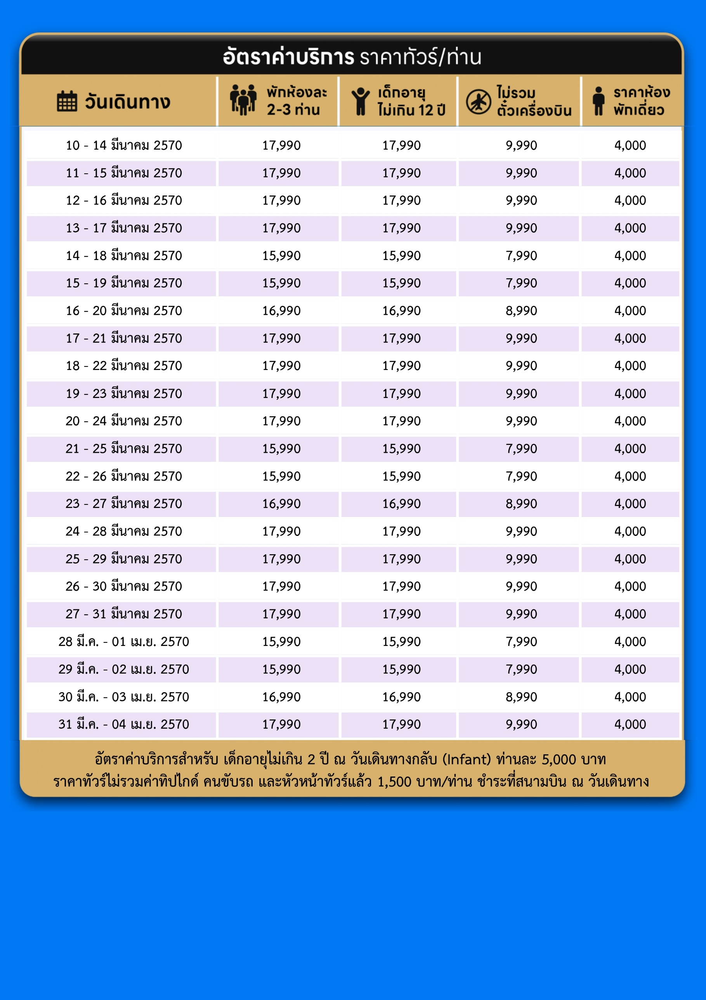 อัตราค่าบริการ ราคาทัวร์/ท่าน
วันเดินทาง พักห้องละ 2-3 ท่าน เด็กอายุ ไม่เกิน 12 ปี ไม่รวม ตั๋วเครื่องบิน ราคาห้อง พักเดี่ยว
10 - 14 มีนาคม 2570 17,990 17,990 9,990 4,000
11 - 15 มีนาคม 2570 17,990 17,990 9,990 4,000
12 - 16 มีนาคม 2570 17,990 17,990 9,990 4,000
13 - 17 มีนาคม 2570 17,990 17,990 9,990 4,000
14 - 18 มีนาคม 2570 15,990 15,990 7,990 4,000
15 - 19 มีนาคม 2570 15,990 15,990 7,990 4,000
16 - 20 มีนาคม 2570 16,990 16,990 8,990 4,000
17 - 21 มีนาคม 2570 17,990 17,990 9,990 4,000
18 - 22 มีนาคม 2570 17,990 17,990 9,990 4,000
19 - 23 มีนาคม 2570 17,990 17,990 9,990 4,000
20 - 24 มีนาคม 2570 17,990 17,990 9,990 4,000
21 - 25 มีนาคม 2570 15,990 15,990 7,990 4,000
22 - 26 มีนาคม 2570 15,990 15,990 7,990 4,000
23 - 27 มีนาคม 2570 16,990 16,990 8,990 4,000
24 - 28 มีนาคม 2570 17,990 17,990 9,990 4,000
25 - 29 มีนาคม 2570 17,990 17,990 9,990 4,000
26 - 30 มีนาคม 2570 17,990 17,990 9,990 4,000
27 - 31 มีนาคม 2570 17,990 17,990 9,990 4,000
28 มี.ค. - 01 เม.ย. 2570 15,990 15,990 7,990 4,000
29 มี.ค. - 02 เม.ย. 2570 15,990 15,990 7,990 4,000
30 มี.ค. - 03 เม.ย. 2570 16,990 16,990 8,990 4,000
31 มี.ค. - 04 เม.ย. 2570 17,990 17,990 9,990 4,000
อัตราค่าบริการสำหรับ เด็กอายุไม่เกิน 2 ปี ณ วันเดินทางกลับ (Infant) ท่านละ 5,000 บาท
ราคาทัวร์ไม่รวมค่าทิปไกด์ คนขับรถ และหัวหน้าทัวร์แล้ว 1,500 บาท/ท่าน ชำระที่สนามบิน ณ วันเดินทาง